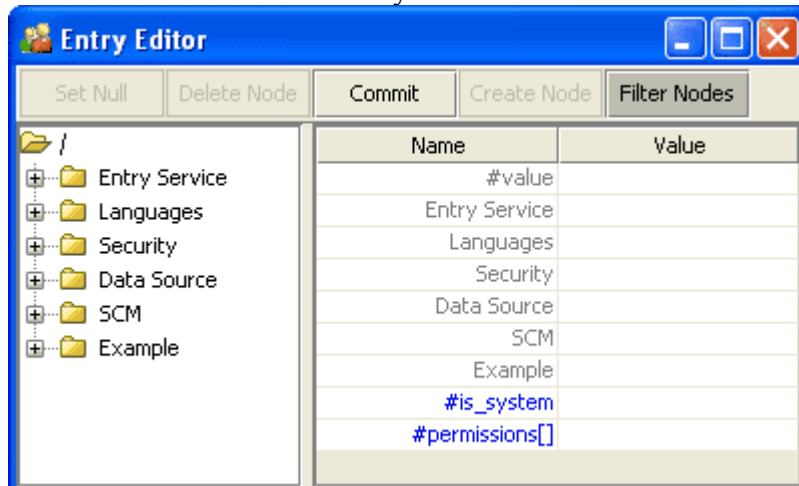 Entry Editor
Set Null Delete Node Commit Create Node Filter Nodes
/
Entry Service
Languages
Security
Data Source
SCM
Example
Name Value
#value
Entry Service
Languages
Security
Data Source
SCM
Example
#is_system
#permissions[]